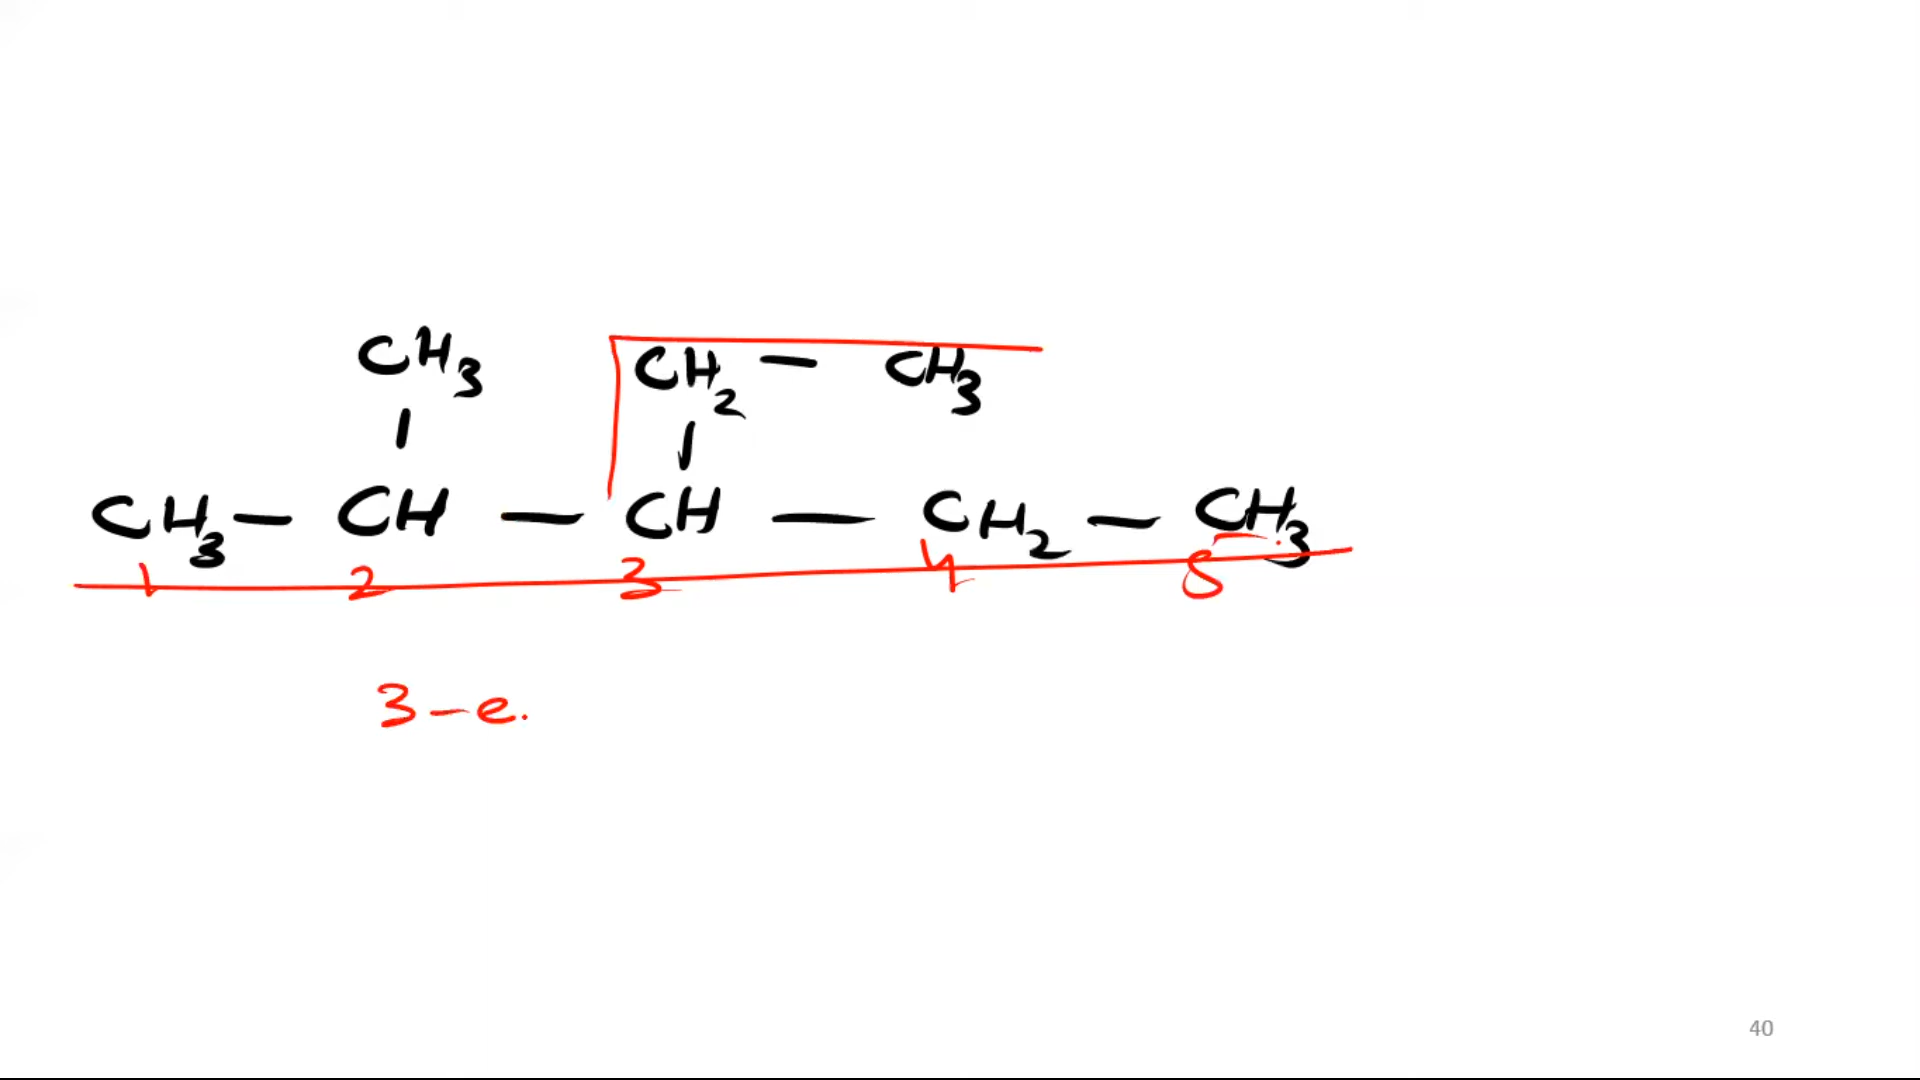 CH3 CH2 — CH3
| |
CH3 — CH — CH — CH2 — CH3
1 2 3 4 5
3-e.
40